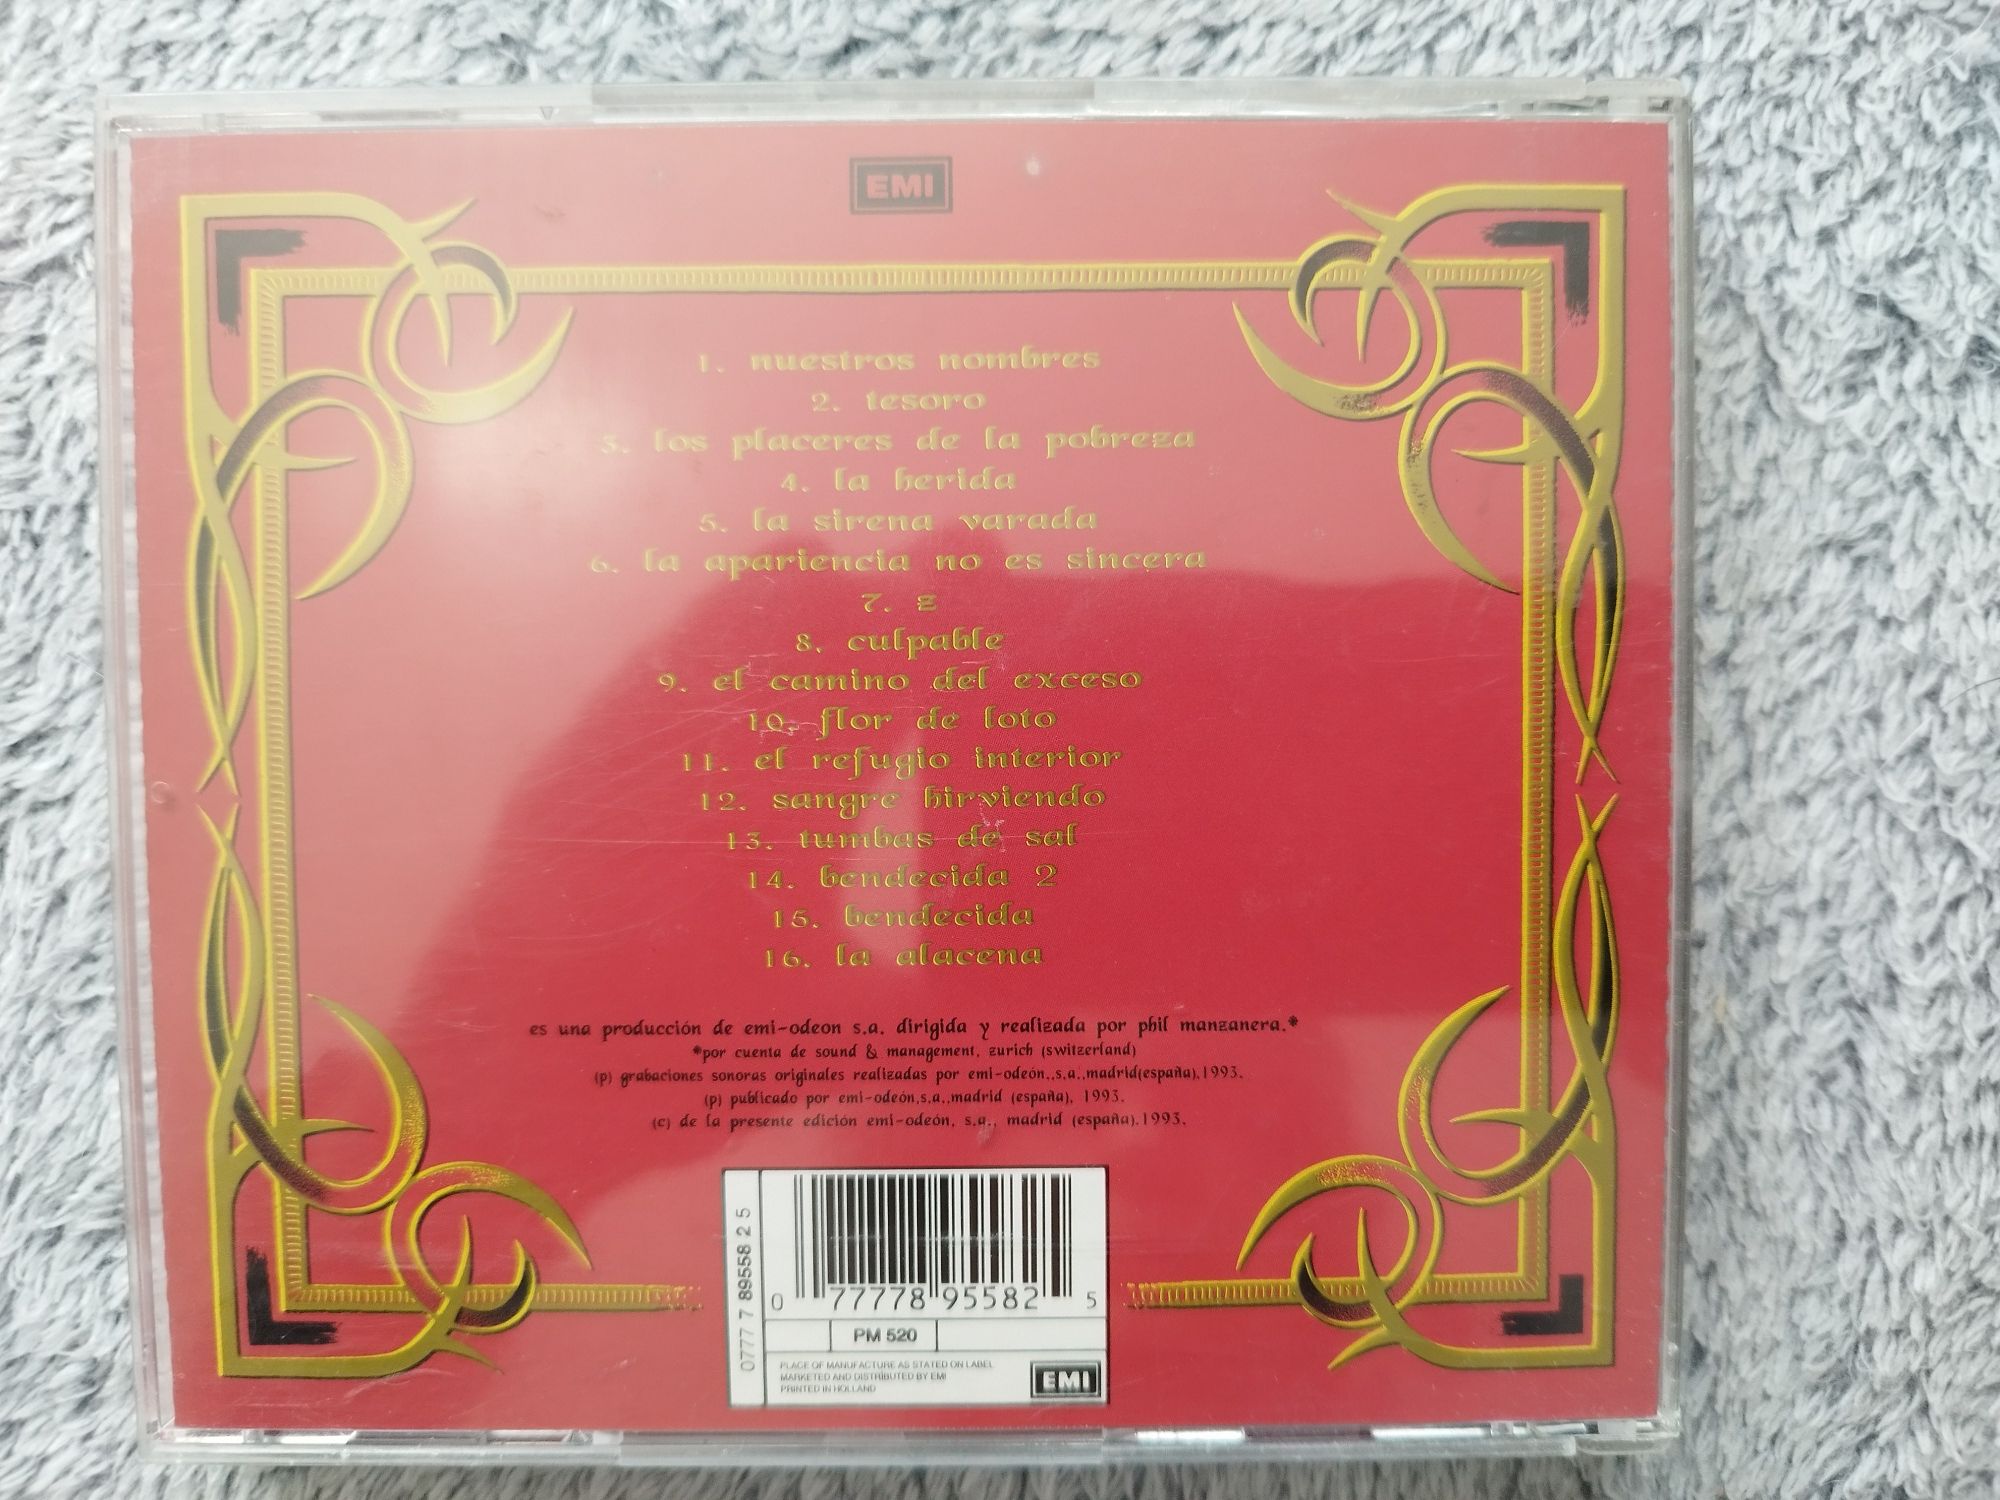 EMI
1. nuestros nombres
2. tesoro
3. los placeres de la pobreza
4. la herida
5. la sirena varada
6. la apariencia no es sincera
7. z
8. culpable
9. el camino del exceso
10. flor de loto
11. el refugio interior
12. sangre hirviendo
13. tumbas de sal
14. bendecida 2
15. bendecida
16. la alacena
es una producción de emi-odeon s.a. dirigida y realizada por phil manzanera.*
*por cuenta de sound & management, zurich (switzerland)
(p) grabaciones sonoras originales realizadas por emi-odeón,.s.a.,madrid(españa).1993.
(p) publicado por emi-odeón,s.a.,madrid (españa), 1993.
(c) de la presente edición emi-odeón, s.a., madrid (españa).1993.
0777 7 89558 2 5
0 77778 95582 5
PM 520
PLACE OF MANUFACTURE AS STATED ON LABEL
MARKETED AND DISTRIBUTED BY EMI
PRINTED IN HOLLAND
EMI